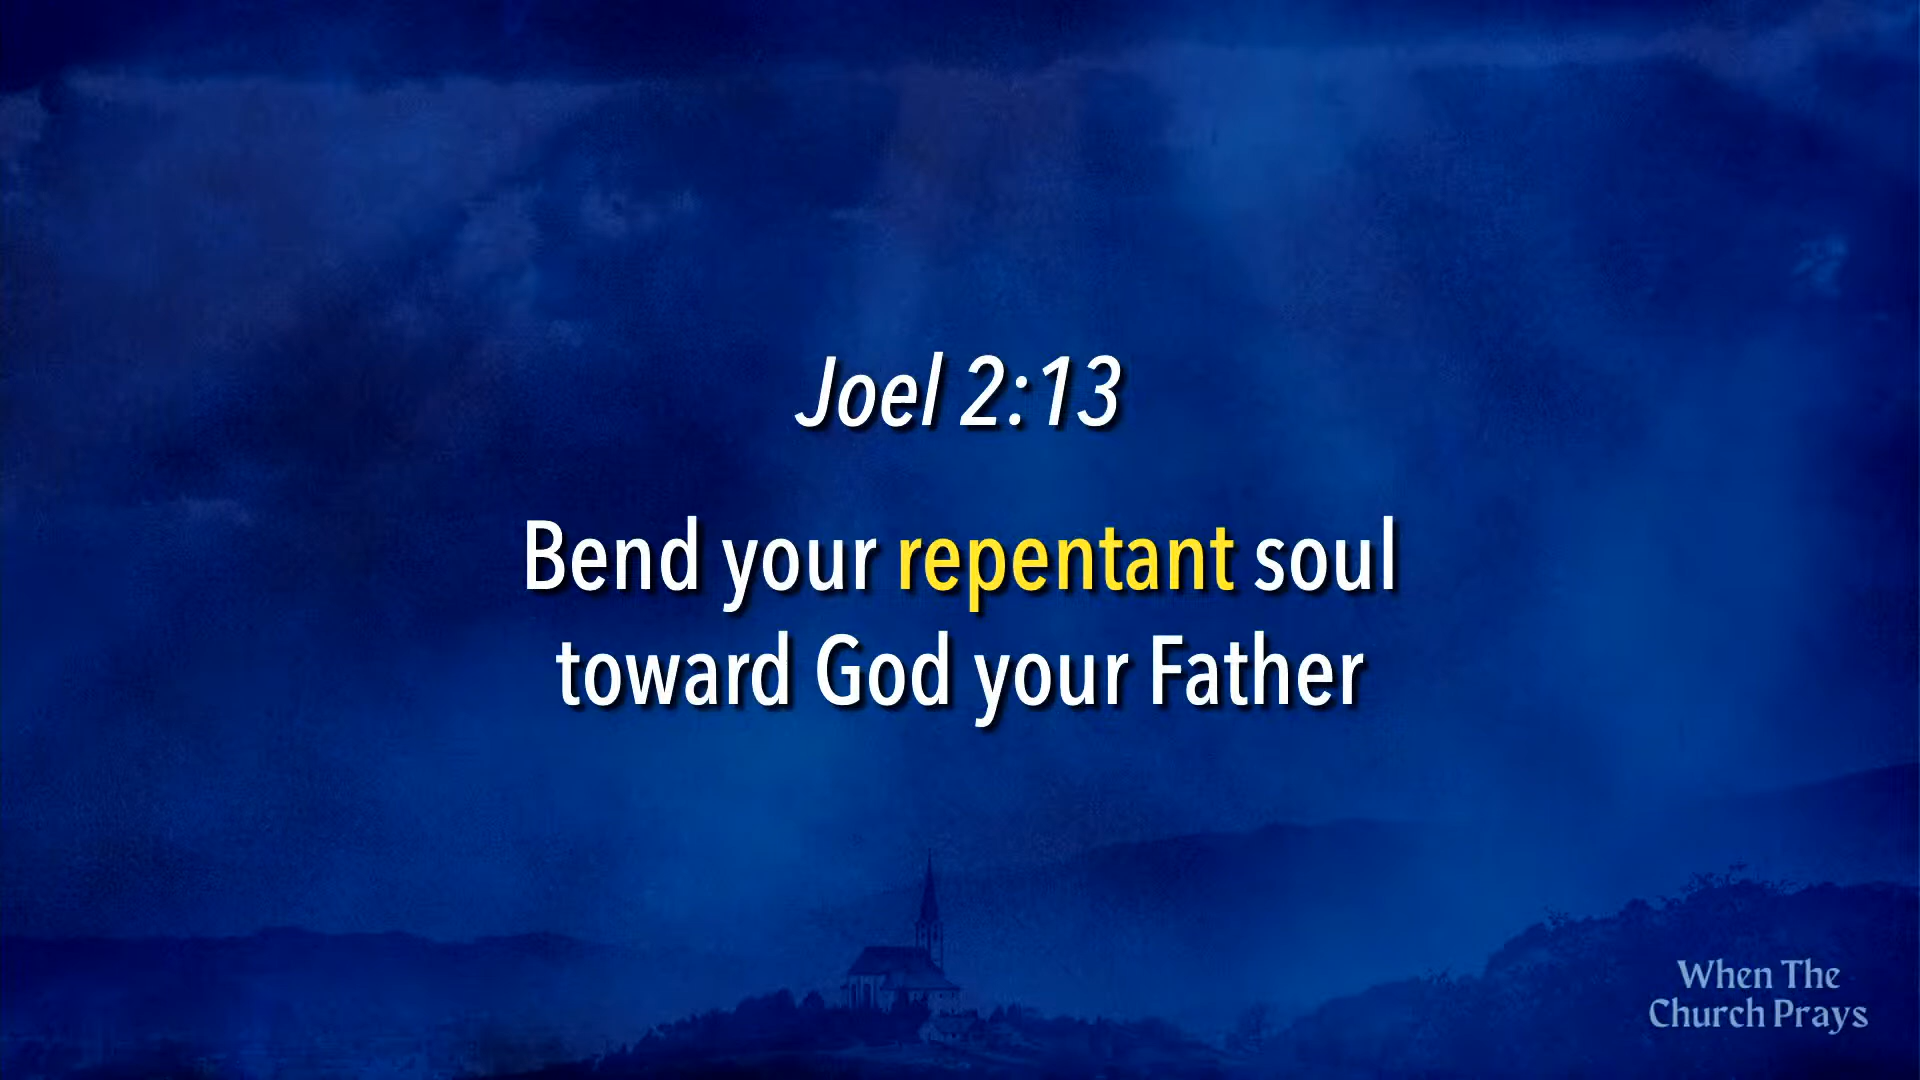 Joel 2:13
Bend your repentant soul
toward God your Father
When The
Church Prays